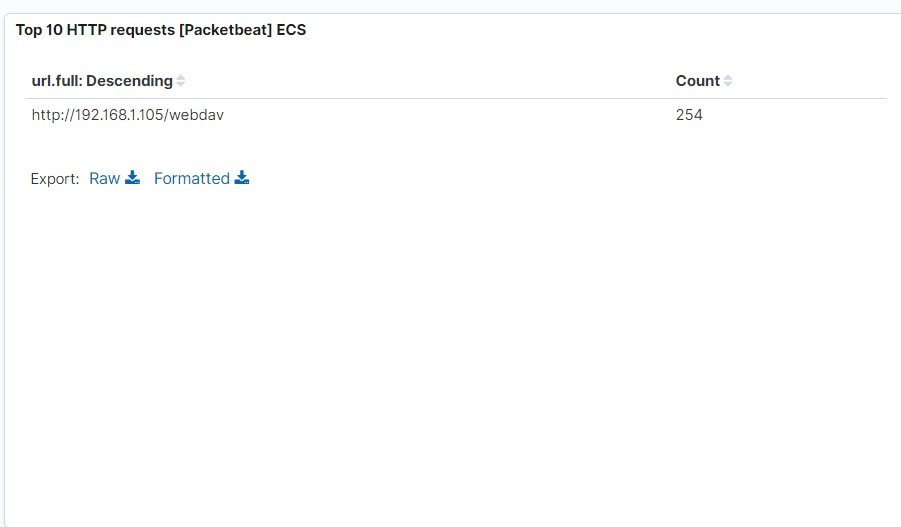 Top 10 HTTP requests [Packetbeat] ECS
url.full: Descending Count
http://192.168.1.105/webdav 254
Export: Raw Formatted